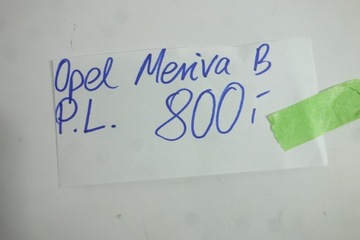 Opel Meriva B
P.L. 800,-